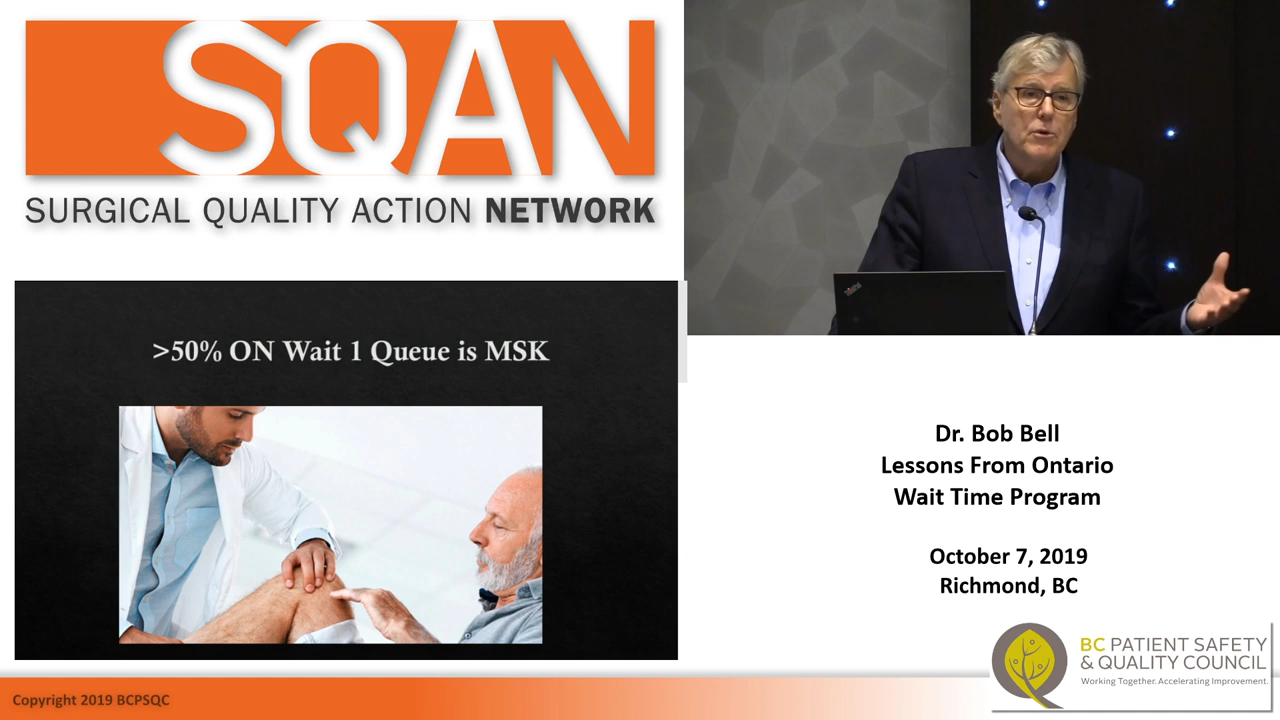 SQAN
SURGICAL QUALITY ACTION NETWORK
>50% ON Wait 1 Queue is MSK
Dr. Bob Bell
Lessons From Ontario
Wait Time Program
October 7, 2019
Richmond, BC
BC PATIENT SAFETY
& QUALITY COUNCIL
Working Together. Accelerating Improvement.
Copyright 2019 BCPSQC